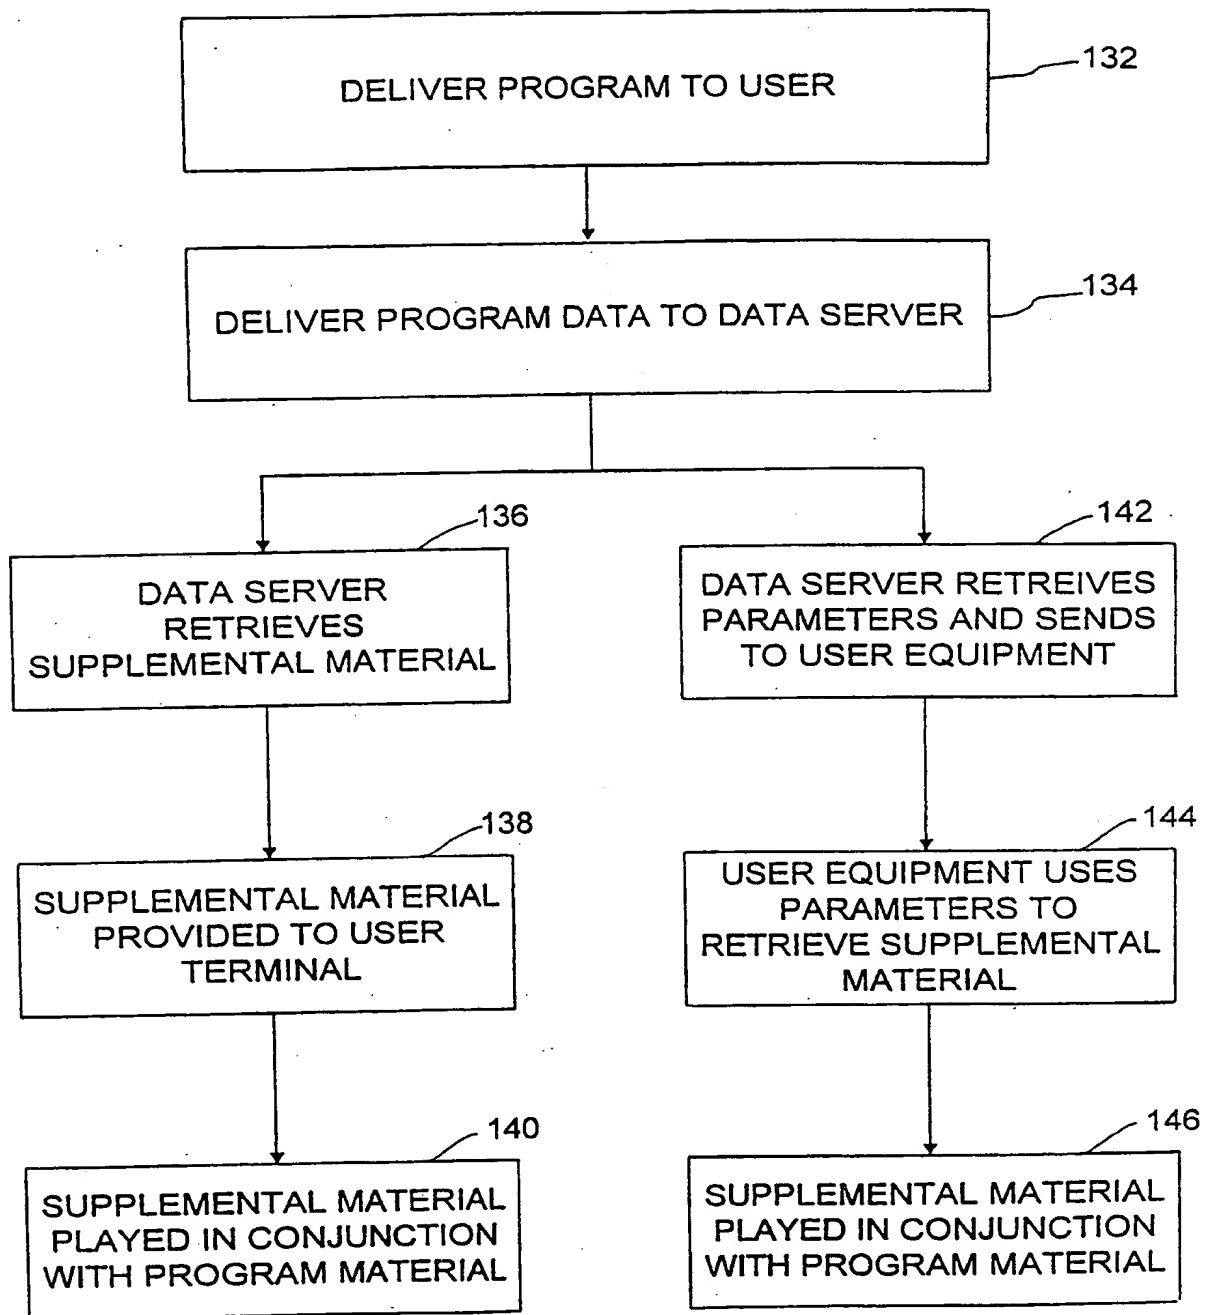 DELIVER PROGRAM TO USER
132
DELIVER PROGRAM DATA TO DATA SERVER
134
136
DATA SERVER
RETRIEVES
SUPPLEMENTAL MATERIAL
142
DATA SERVER RETREIVES
PARAMETERS AND SENDS
TO USER EQUIPMENT
138
SUPPLEMENTAL MATERIAL
PROVIDED TO USER
TERMINAL
144
USER EQUIPMENT USES
PARAMETERS TO
RETRIEVE SUPPLEMENTAL
MATERIAL
140
SUPPLEMENTAL MATERIAL
PLAYED IN CONJUNCTION
WITH PROGRAM MATERIAL
146
SUPPLEMENTAL MATERIAL
PLAYED IN CONJUNCTION
WITH PROGRAM MATERIAL